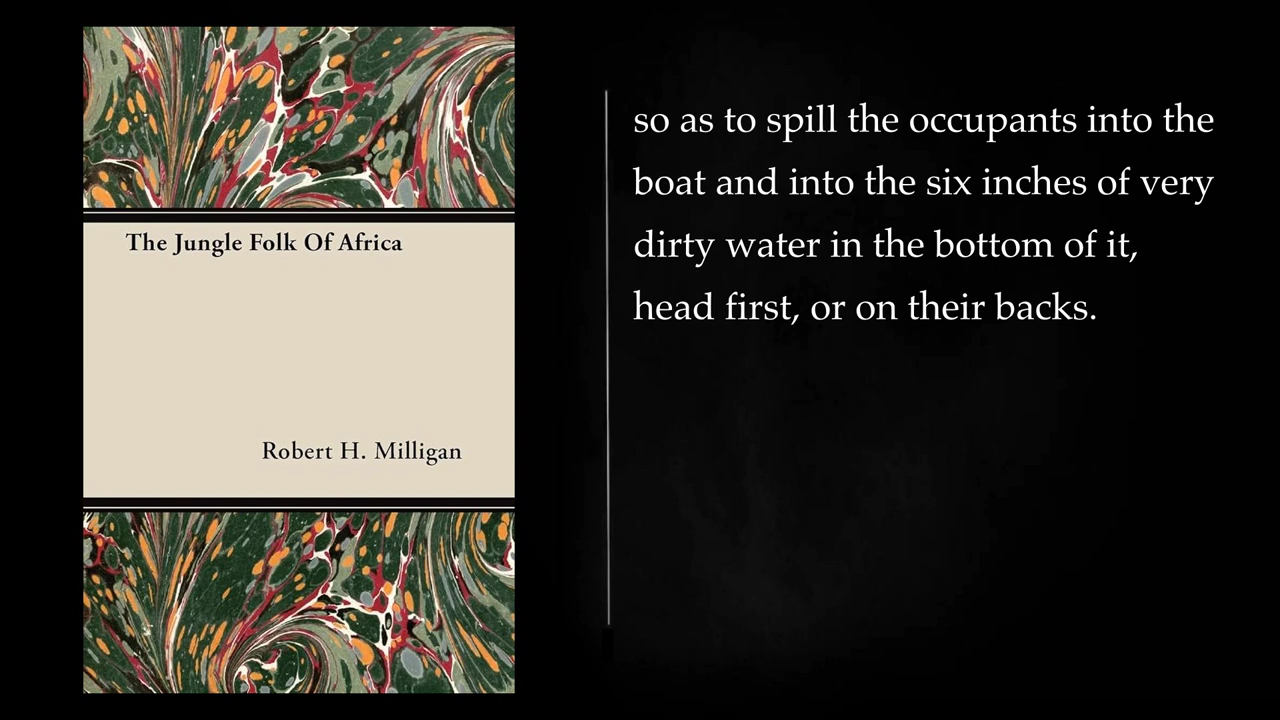 The Jungle Folk Of Africa
Robert H. Milligan
so as to spill the occupants into the
boat and into the six inches of very
dirty water in the bottom of it,
head first, or on their backs.